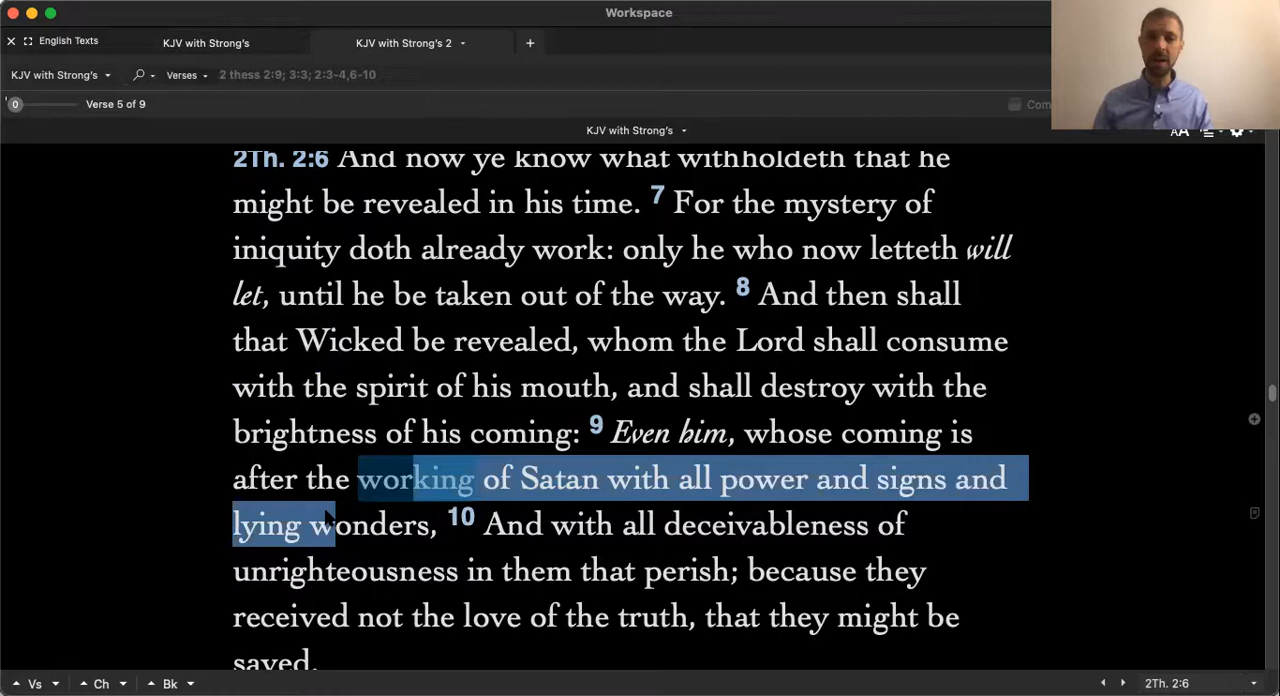 Workspace
English Texts
KJV with Strong's
KJV with Strong's 2
KJV with Strong's
Verses
2 thess 2:9; 3:3; 2:3-4,6-10
0
Verse 5 of 9
Com
KJV with Strong's
AA
2Th. 2:6 And now ye know what withholdeth that he
might be revealed in his time. 7 For the mystery of
iniquity doth already work: only he who now letteth will
let, until he be taken out of the way. 8 And then shall
that Wicked be revealed, whom the Lord shall consume
with the spirit of his mouth, and shall destroy with the
brightness of his coming: 9 Even him, whose coming is
after the working of Satan with all power and signs and
lying wonders, 10 And with all deceivableness of
unrighteousness in them that perish; because they
received not the love of the truth, that they might be
saved.
Vs
Ch
Bk
2Th. 2:6